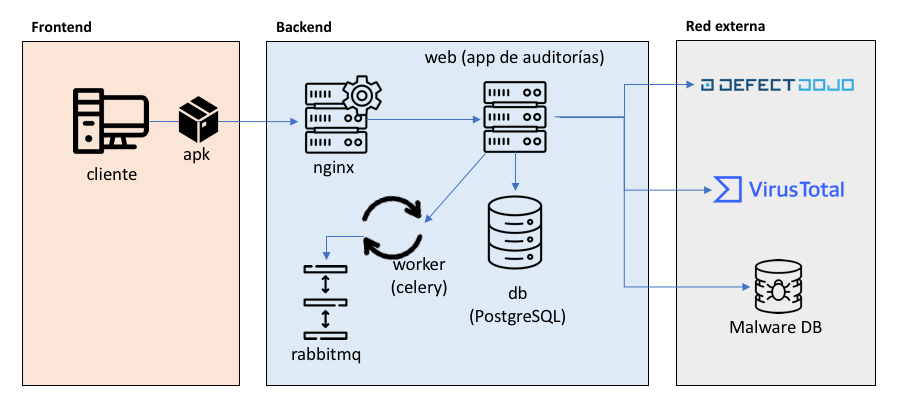 Frontend
Backend
Red externa
web (app de auditorías)
DEFECTDOJO
cliente
apk
nginx
VirusTotal
worker
(celery)
db
(PostgreSQL)
rabbitmq
Malware DB